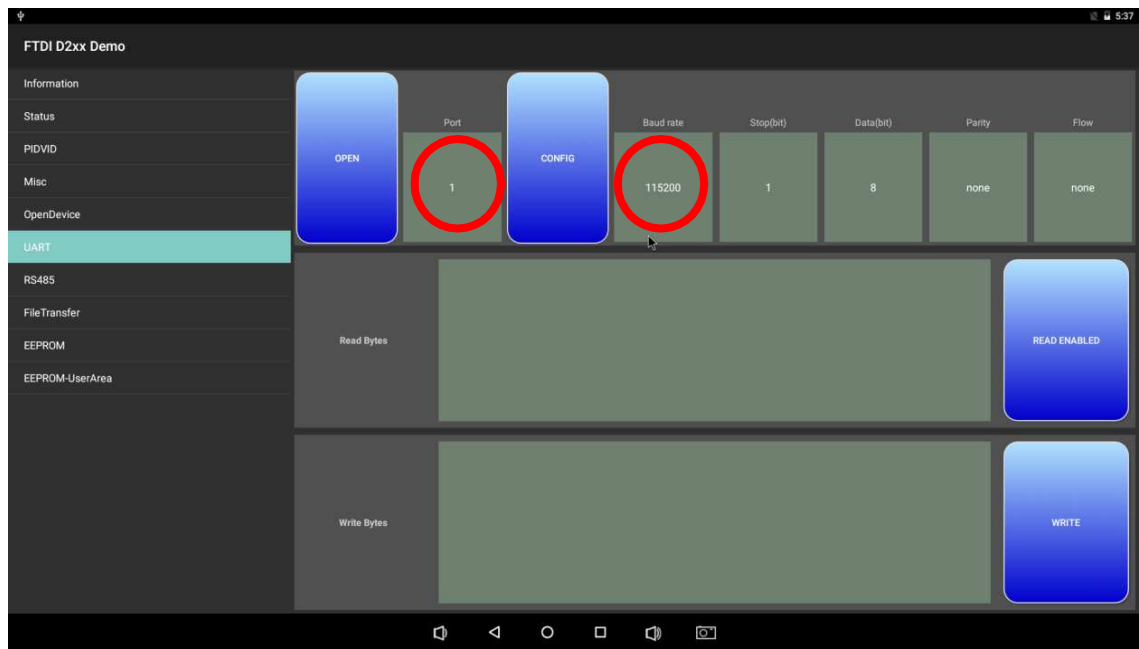 5:37
FTDI D2xx Demo
Information
Status
PIDVID
Misc
OpenDevice
UART
RS485
FileTransfer
EEPROM
EEPROM-UserArea
OPEN
Port
1
CONFIG
Baud rate
115200
Stop(bit)
1
Data(bit)
8
Parity
none
Flow
none
Read Bytes
READ ENABLED
Write Bytes
WRITE